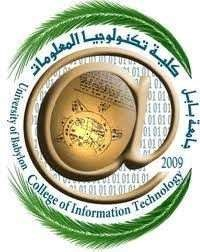 كلية تكنولوجيا المعلومات
جامعة بابل
University of Babylon
College of Information Technology
2009